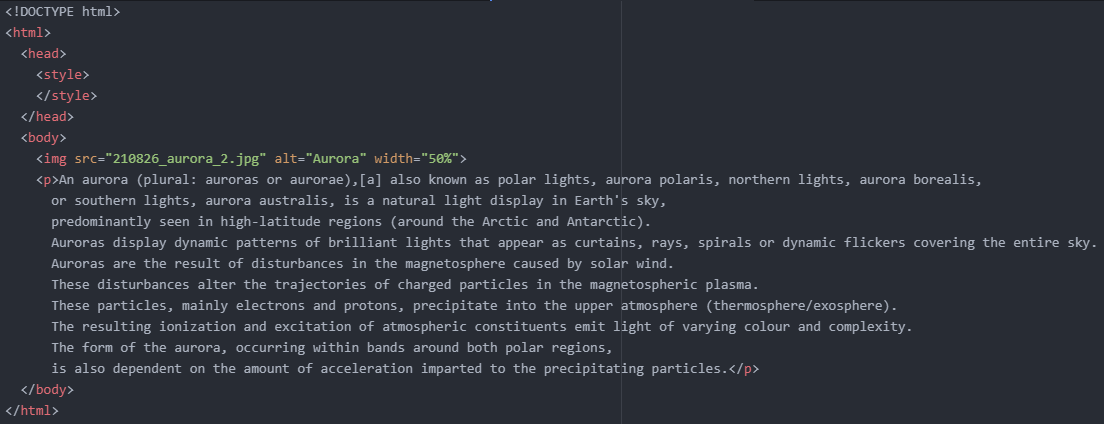 <!DOCTYPE html>
<html>
<head>
<style>
</style>
</head>
<body>
<img src="210826_aurora_2.jpg" alt="Aurora" width="50%">
<p>An aurora (plural: auroras or aurorae),[a] also known as polar lights, aurora polaris, northern lights, aurora borealis,
or southern lights, aurora australis, is a natural light display in Earth's sky,
predominantly seen in high-latitude regions (around the Arctic and Antarctic).
Auroras display dynamic patterns of brilliant lights that appear as curtains, rays, spirals or dynamic flickers covering the entire sky.
Auroras are the result of disturbances in the magnetosphere caused by solar wind.
These disturbances alter the trajectories of charged particles in the magnetospheric plasma.
These particles, mainly electrons and protons, precipitate into the upper atmosphere (thermosphere/exosphere).
The resulting ionization and excitation of atmospheric constituents emit light of varying colour and complexity.
The form of the aurora, occurring within bands around both polar regions,
is also dependent on the amount of acceleration imparted to the precipitating particles.</p>
</body>
</html>